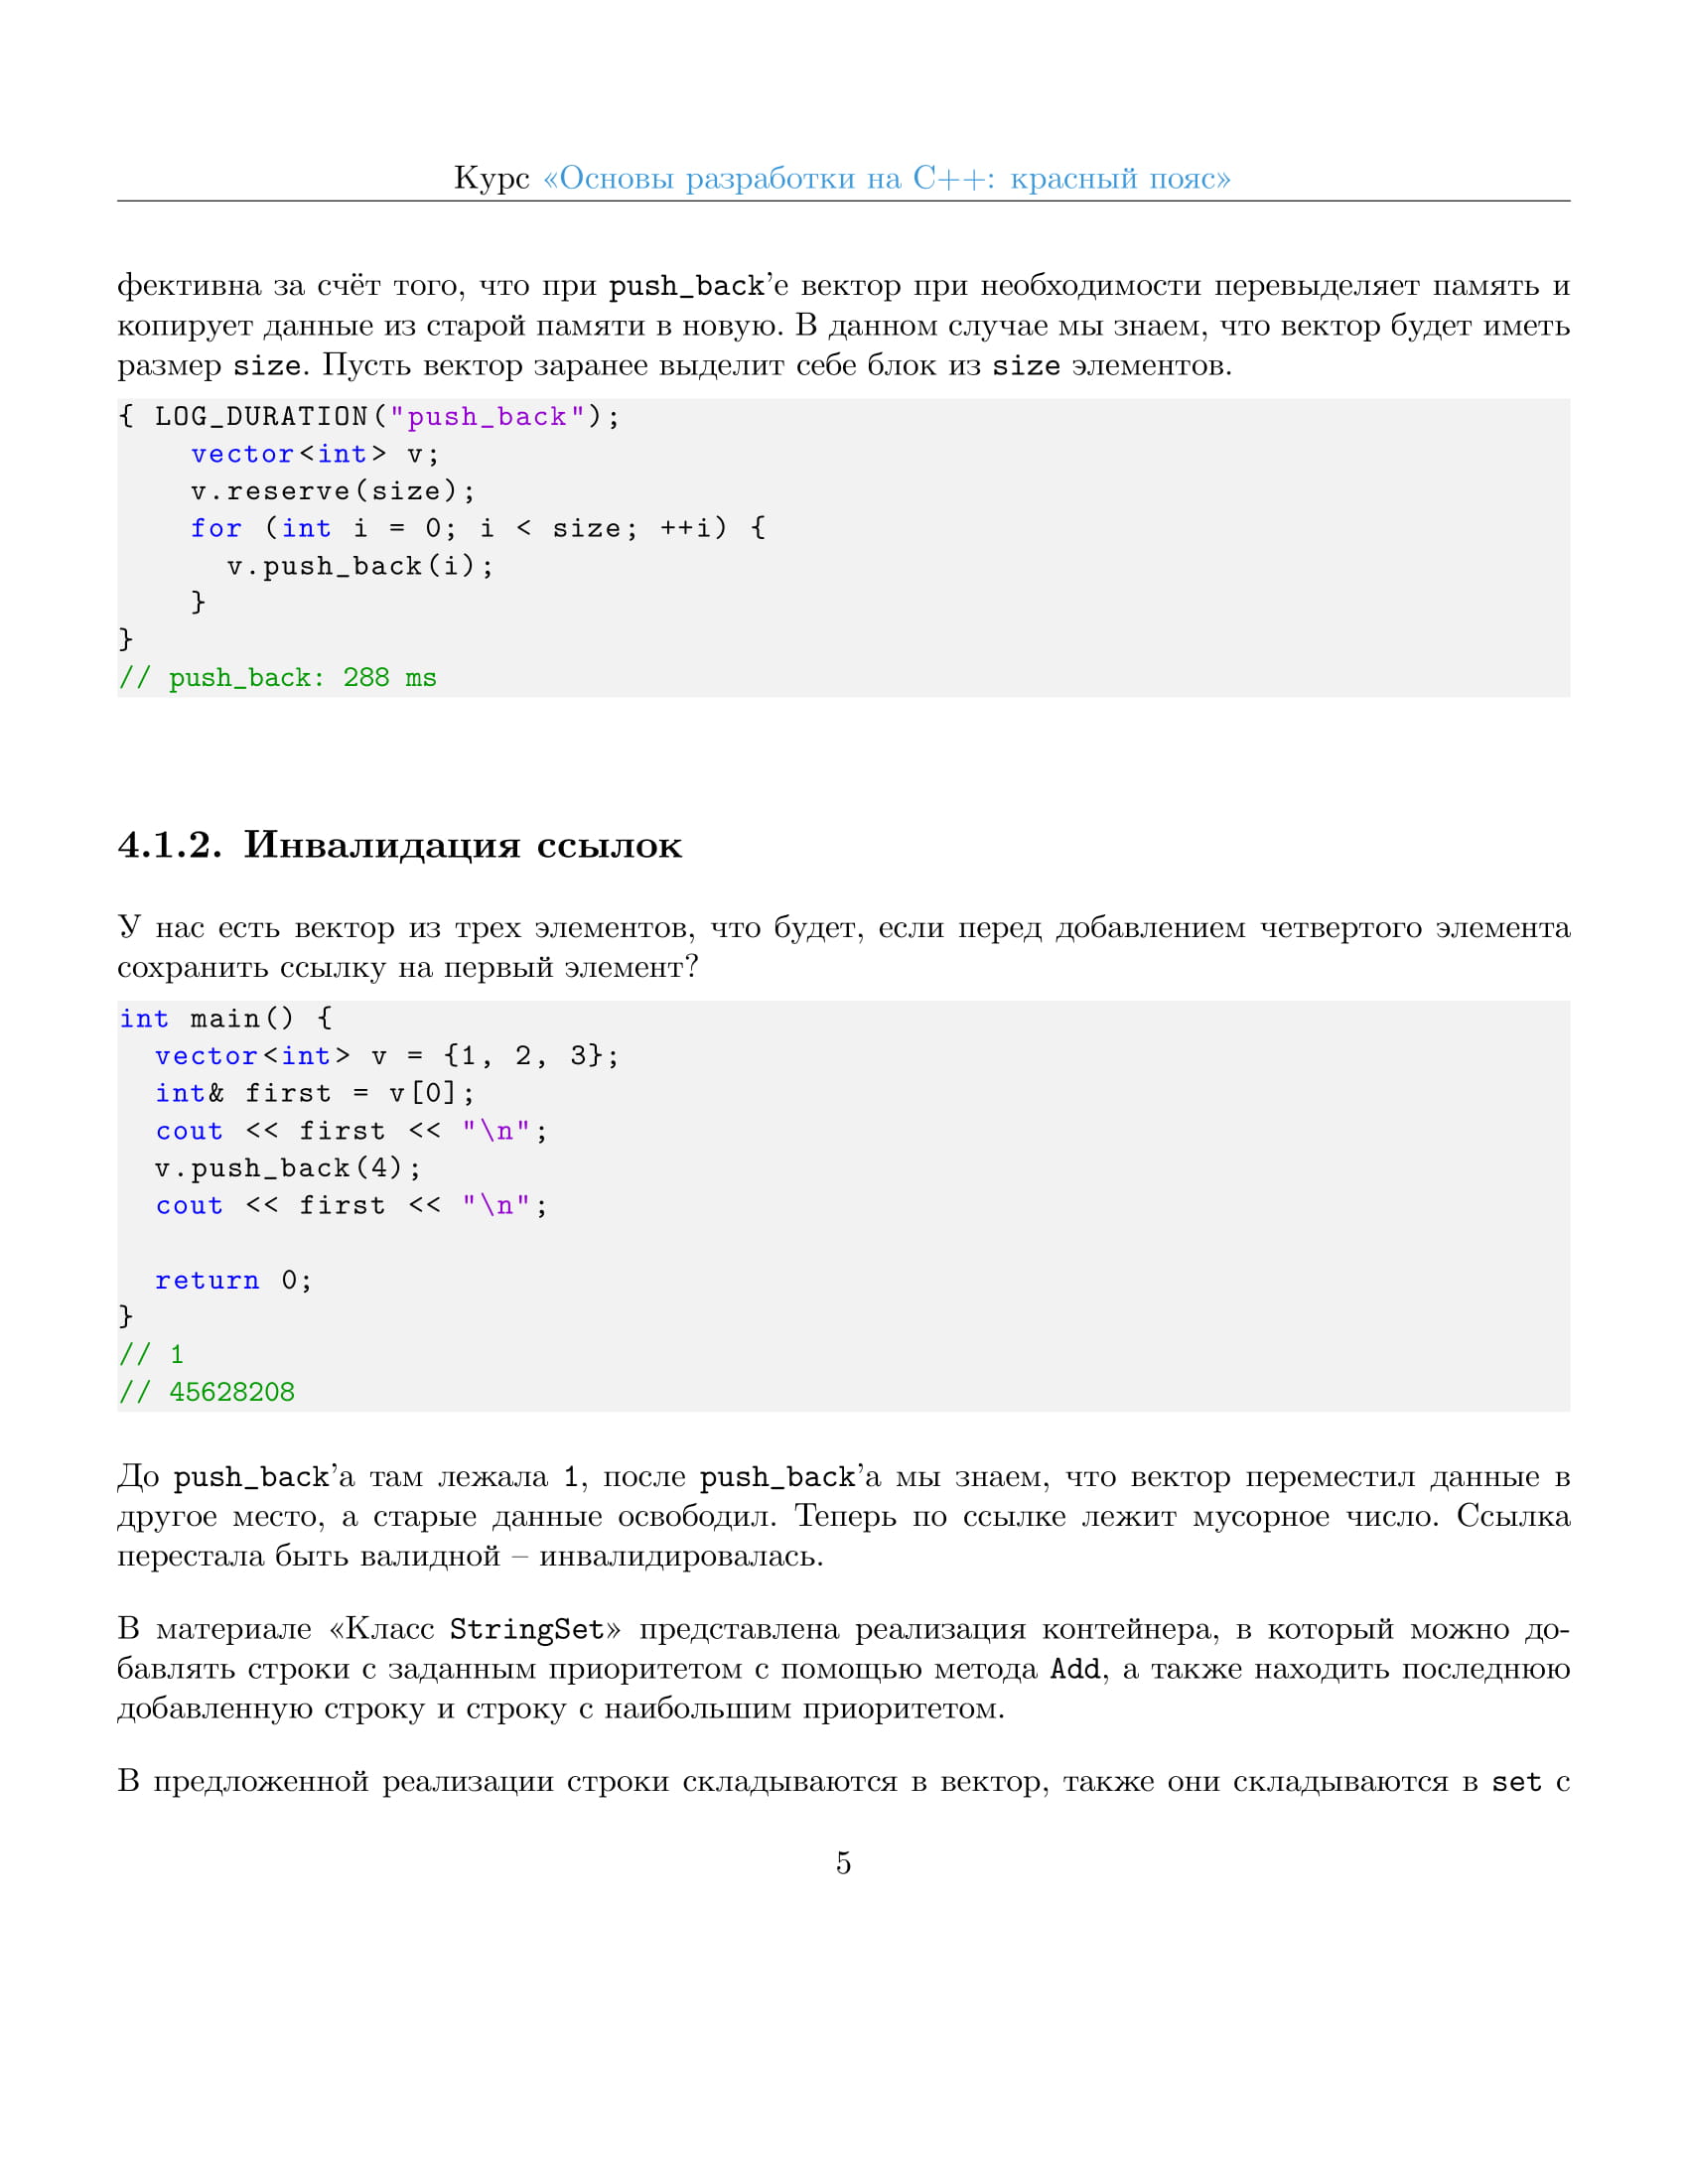 Курс «Основы разработки на C++: красный пояс»
фективна за счёт того, что при push_back'е вектор при необходимости перевыделяет память и
копирует данные из старой памяти в новую. В данном случае мы знаем, что вектор будет иметь
размер size. Пусть вектор заранее выделит себе блок из size элементов.
{ LOG_DURATION("push_back");
    vector<int> v;
    v.reserve(size);
    for (int i = 0; i < size; ++i) {
      v.push_back(i);
    }
}
// push_back: 288 ms
4.1.2. Инвалидация ссылок
У нас есть вектор из трех элементов, что будет, если перед добавлением четвертого элемента
сохранить ссылку на первый элемент?
int main() {
  vector<int> v = {1, 2, 3};
  int& first = v[0];
  cout << first << "\n";
  v.push_back(4);
  cout << first << "\n";
  return 0;
}
// 1
// 45628208
До push_back'а там лежала 1, после push_back'а мы знаем, что вектор переместил данные в
другое место, а старые данные освободил. Теперь по ссылке лежит мусорное число. Ссылка
перестала быть валидной – инвалидировалась.
В материале «Класс StringSet» представлена реализация контейнера, в который можно до-
бавлять строки с заданным приоритетом с помощью метода Add, а также находить последнюю
добавленную строку и строку с наибольшим приоритетом.
В предложенной реализации строки складываются в вектор, также они складываются в set с
5